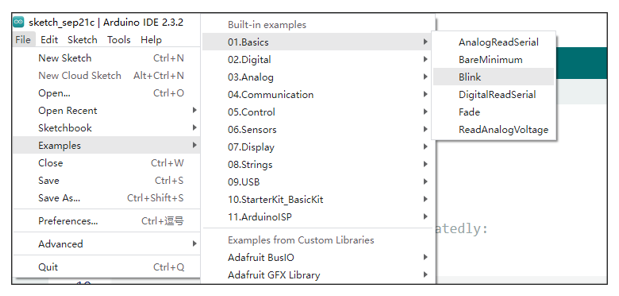 sketch_sep21c | Arduino IDE 2.3.2
File Edit Sketch Tools Help
New Sketch Ctrl+N
New Cloud Sketch Alt+Ctrl+N
Open... Ctrl+O
Open Recent
Sketchbook
Examples
Close Ctrl+W
Save Ctrl+S
Save As... Ctrl+Shift+S
Preferences... Ctrl+逗号
Advanced
Quit Ctrl+Q
Built-in examples
01.Basics
02.Digital
03.Analog
04.Communication
05.Control
06.Sensors
07.Display
08.Strings
09.USB
10.StarterKit_BasicKit
11.ArduinoISP
Examples from Custom Libraries
Adafruit BusIO
Adafruit GFX Library
AnalogReadSerial
BareMinimum
Blink
DigitalReadSerial
Fade
ReadAnalogVoltage
atedly: